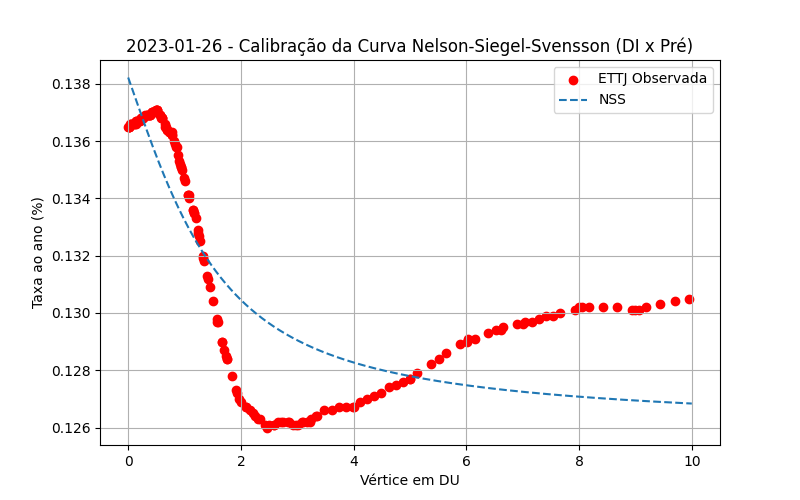 2023-01-26 - Calibração da Curva Nelson-Siegel-Svensson (DI x Pré)
ETTJ Observada
NSS
Taxa ao ano (%)
0.138
0.136
0.134
0.132
0.130
0.128
0.126
0 2 4 6 8 10
Vértice em DU